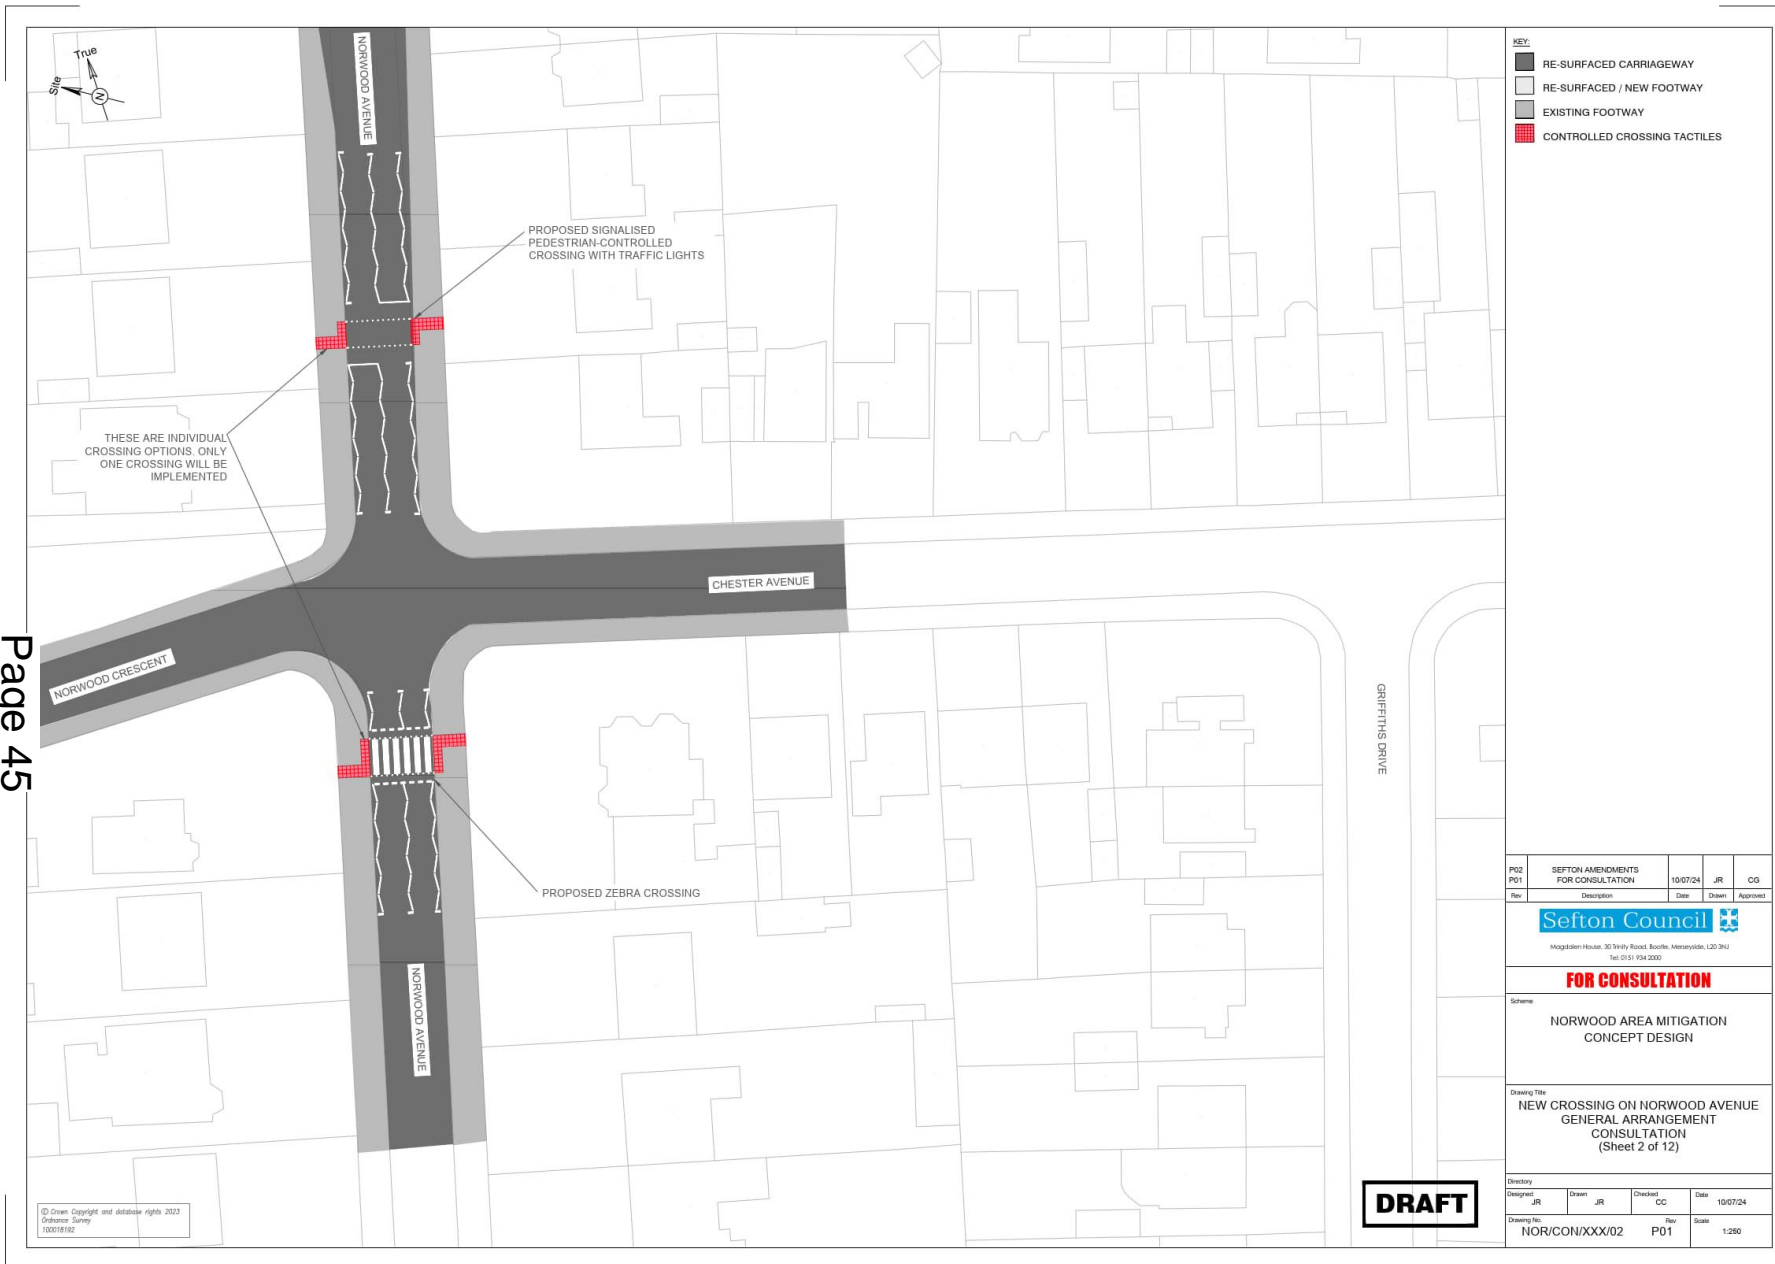 True
Site
N
NORWOOD AVENUE
PROPOSED SIGNALISED
PEDESTRIAN-CONTROLLED
CROSSING WITH TRAFFIC LIGHTS
THESE ARE INDIVIDUAL
CROSSING OPTIONS, ONLY
ONE CROSSING WILL BE
IMPLEMENTED
CHESTER AVENUE
NORWOOD CRESCENT
GRIFFITHS DRIVE
PROPOSED ZEBRA CROSSING
NORWOOD AVENUE
© Crown Copyright and database rights 2023
Ordnance Survey
100018192
DRAFT
Page 45
KEY:
RE-SURFACED CARRIAGEWAY
RE-SURFACED / NEW FOOTWAY
EXISTING FOOTWAY
CONTROLLED CROSSING TACTILES
P02 SEFTON AMENDMENTS
P01 FOR CONSULTATION 10/07/24 JR CG
Rev Description Date Drawn Approved
Sefton Council
Magdalen House, 30 Trinity Road, Bootle, Merseyside, L20 3NJ
Tel: 0151 934 2000
FOR CONSULTATION
Scheme
NORWOOD AREA MITIGATION
CONCEPT DESIGN
Drawing Title
NEW CROSSING ON NORWOOD AVENUE
GENERAL ARRANGEMENT
CONSULTATION
(Sheet 2 of 12)
Directory
Designed Drawn Checked Date
JR JR CC 10/07/24
Drawing No. Rev Scale
NOR/CON/XXX/02 P01 1:250